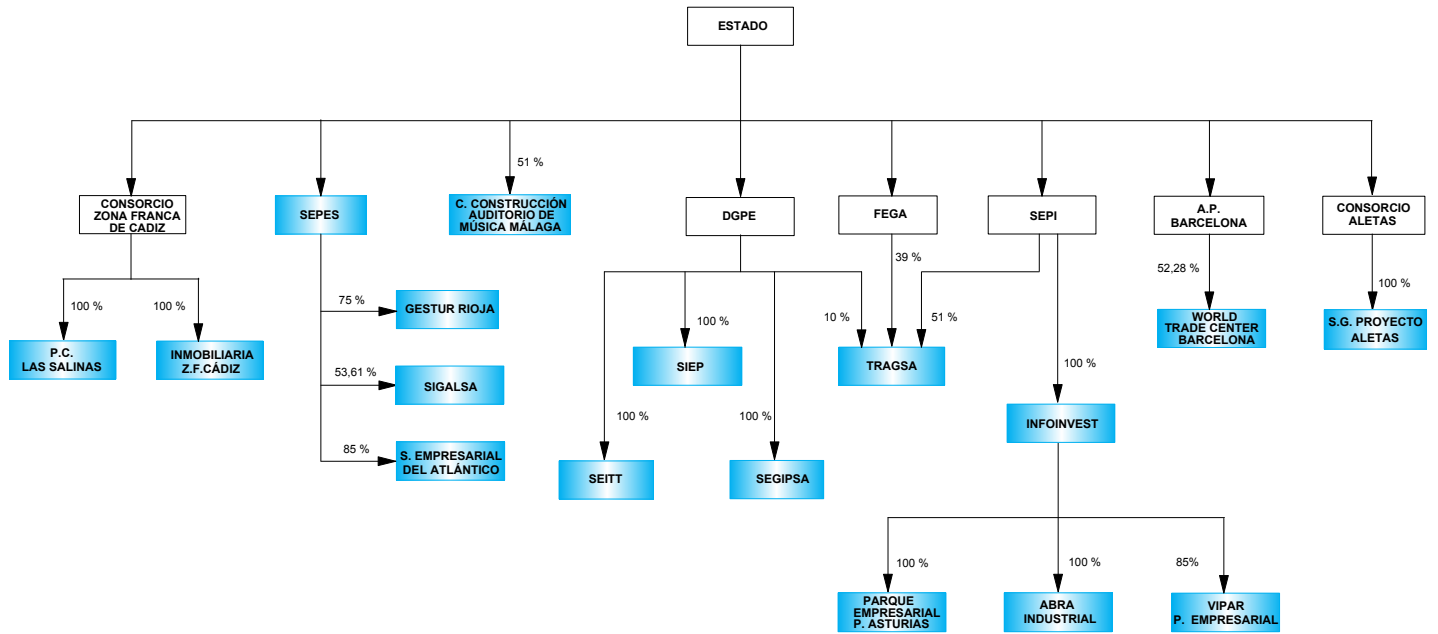 ESTADO
51 %
CONSORCIO
ZONA FRANCA
DE CADIZ
SEPES
C. CONSTRUCCIÓN
AUDITORIO DE
MÚSICA MÁLAGA
DGPE
FEGA
SEPI
A.P.
BARCELONA
CONSORCIO
ALETAS
39 %
52,28 %
100 %
100 %
100 %
75 %
GESTUR RIOJA
100 %
10 %
51 %
WORLD
TRADE CENTER
BARCELONA
S.G. PROYECTO
ALETAS
P.C.
LAS SALINAS
INMOBILIARIA
Z.F.CÁDIZ
SIEP
TRAGSA
100 %
53,61 %
SIGALSA
100 %
100 %
INFOINVEST
85 %
S. EMPRESARIAL
DEL ATLÁNTICO
SEITT
SEGIPSA
100 %
100 %
85%
PARQUE
EMPRESARIAL
P. ASTURIAS
ABRA
INDUSTRIAL
VIPAR
P. EMPRESARIAL